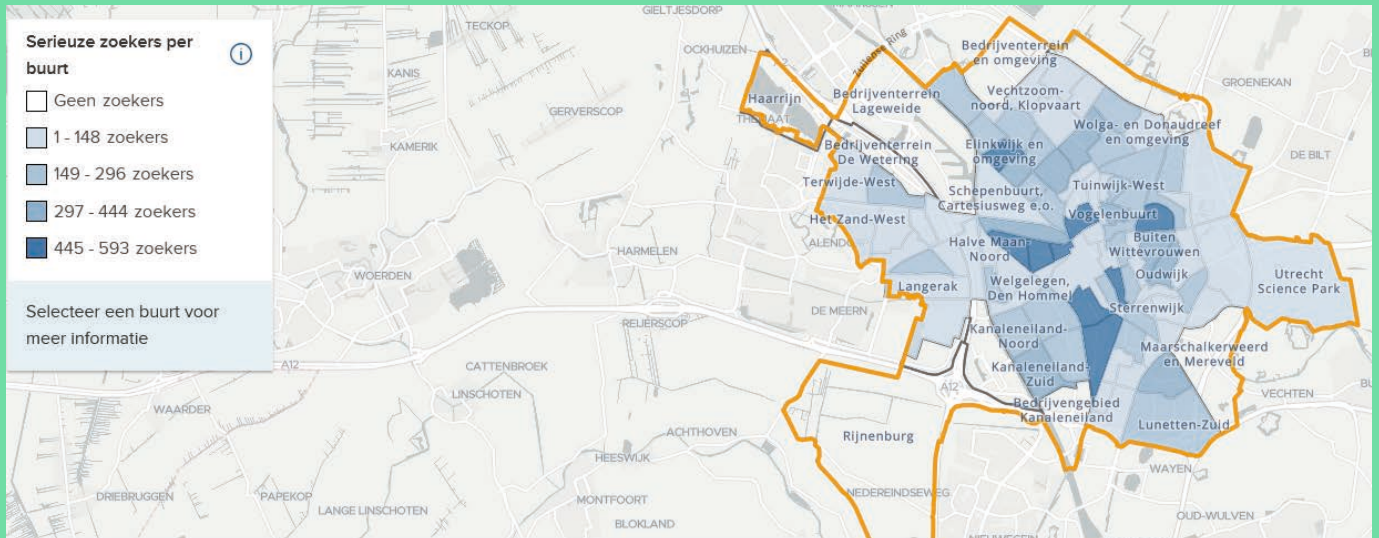 Serieuze zoekers per
buurt
Geen zoekers
1 - 148 zoekers
149 - 296 zoekers
297 - 444 zoekers
445 - 593 zoekers
Selecteer een buurt voor
meer informatie
GIELTJESDORP
TECKOP
OCKHUIZEN
Zuilense Ring
Bedrijventerrein
en omgeving
KANIS
GROENEKAN
Haarrijn
Bedrijventerrein
Lageweide
Vechtzoom-
noord, Klopvaart
GERVERSCOP
Wolga- en Donaudreef
en omgeving
KAMERIK
Bedrijventerrein
De Wetering
Elinkwijk en
omgeving
DE BILT
Terwijde-West
Schepenbuurt,
Cartesiusweg e.o.
Tuinwijk-West
Het Zand-West
Vogelenbuurt
HARMELEN
Halve Maan-
Noord
Buiten
Wittevrouwen
WOERDEN
Langerak
Welgelegen,
Den Hommel
Oudwijk
Utrecht
Science Park
DE MEERN
Sterrenwijk
REIJERSCOP
Kanaleneiland-
Noord
Maarschalkerweerd
en Mereveld
A12
CATTENBROEK
Kanaleneiland-
Zuid
A12
LINSCHOTEN
VECHTEN
WAARDER
Bedrijvengebied
Kanaleneiland
Lunetten-Zuid
ACHTHOVEN
Rijnenburg
HEESWIJK
WAYEN
DRIEBRUGGEN
PAPEKOP
MONTFOORT
NEDEREINDSEWEG
LANGE LINSCHOTEN
OUD-WULVEN
BLOKLAND
NIEUWEGEIN